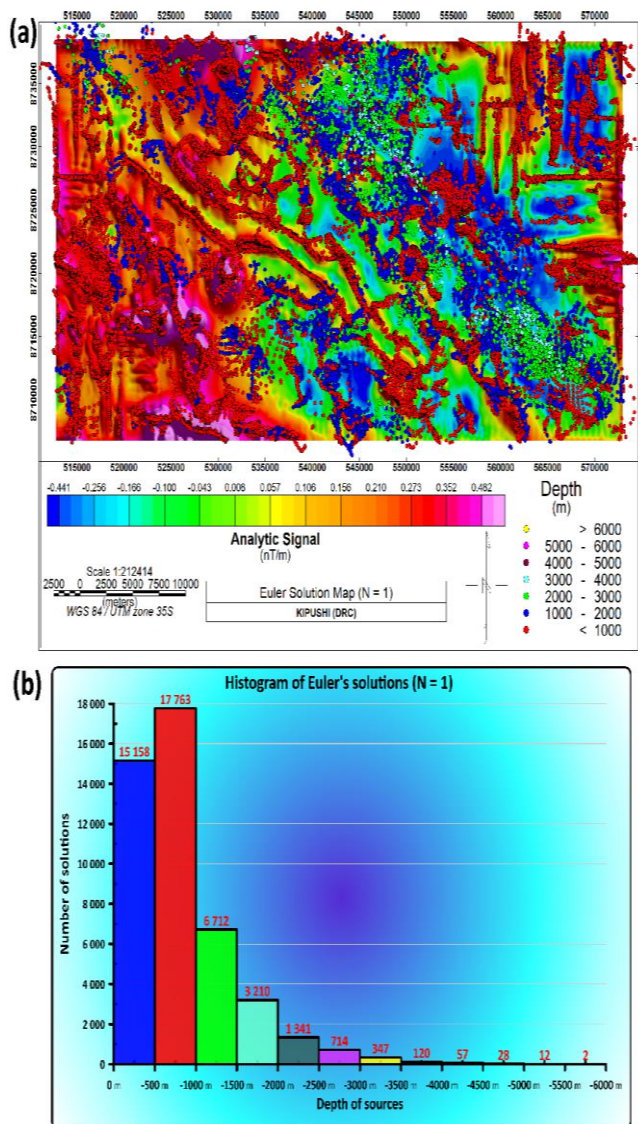 (a)
515000 520000 525000 530000 535000 540000 545000 550000 555000 560000 565000 570000
8735000
8730000
8725000
8720000
8715000
8710000
515000 520000 525000 530000 535000 540000 545000 550000 555000 560000 565000 570000
-0.441 -0.256 -0.166 -0.100 -0.043 0.008 0.057 0.106 0.156 0.210 0.273 0.352 0.482
Analytic Signal
(nT/m)
Scale 1:212414
2500 0 2500 5000 7500 10000
(meters)
WGS 84 / UTM zone 35S
Euler Solution Map (N = 1)
KIPUSHI (DRC)
Depth
(m)
> 6000
5000 - 6000
4000 - 5000
3000 - 4000
2000 - 3000
1000 - 2000
< 1000
(b)
Histogram of Euler's solutions (N = 1)
Number of solutions
18 000
16 000
14 000
12 000
10 000
8 000
6 000
4 000
2 000
0
15 158
17 763
6 712
3 210
1 341
714
347
120
57
28
12
2
0 m -500 m -1000 m -1500 m -2000 m -2500 m -3000 m -3500 m -4000 m -4500 m -5000 m -5500 m -6000 m
Depth of sources